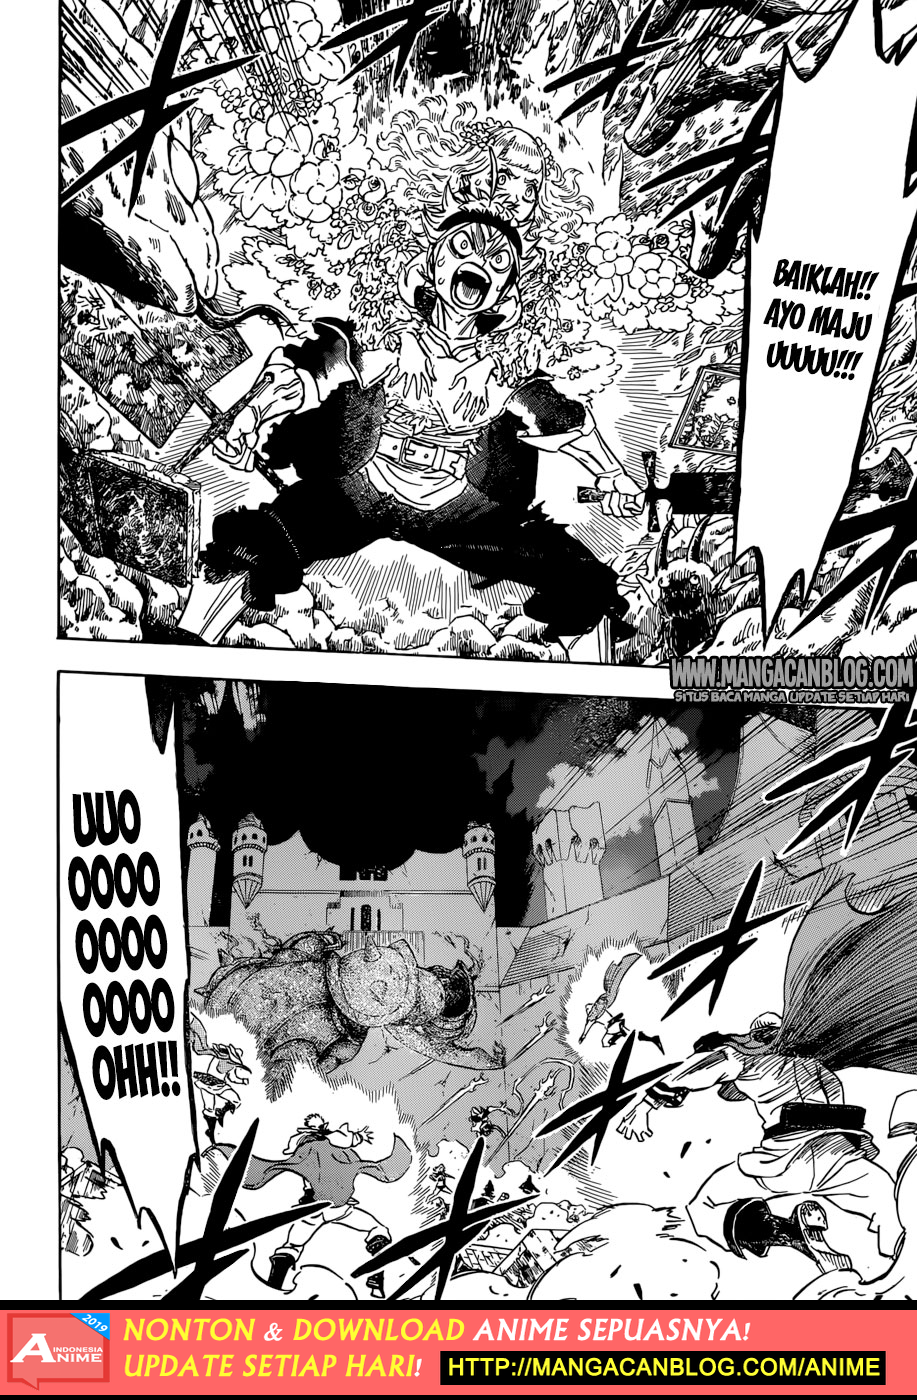 BAIKLAH!!
AYO MAJU
UUUUU!!!
WWW.MANGACANBLOG.COM
SITUS BACA MANGA UPDATE SETIAP HARI
UUO
OOOO
OOOO
OOOO
OHH!!
2019
INDONESIA
ANIME
NONTON & DOWNLOAD ANIME SEPUASNYA!
UPDATE SETIAP HARI! HTTP://MANGACANBLOG.COM/ANIME